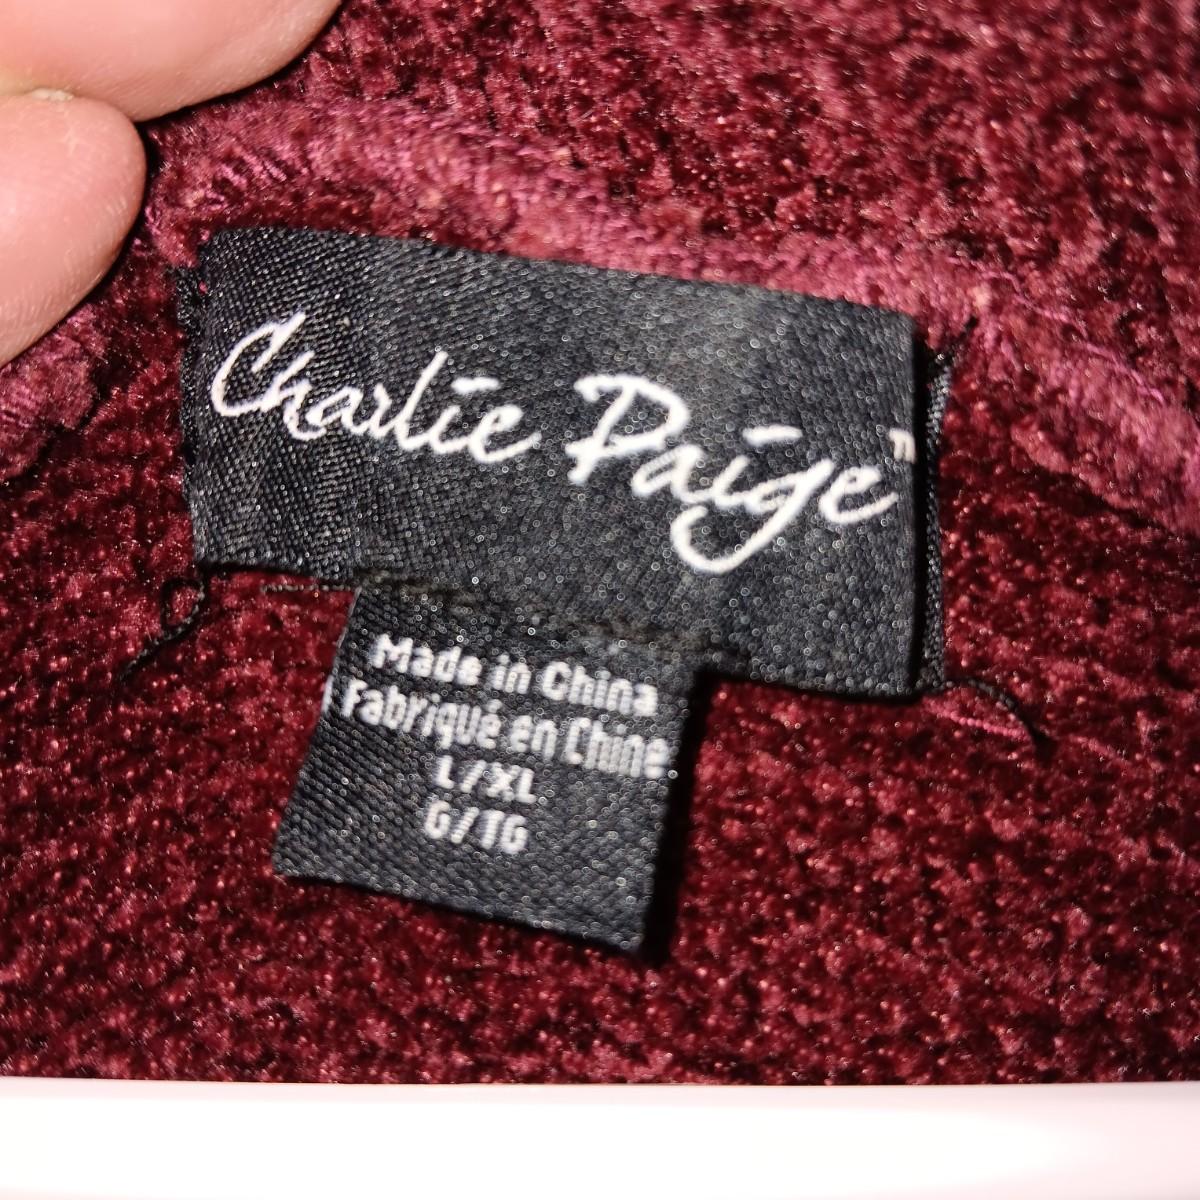 Charlie Paige™
Made in China
Fabriqué en Chine
L/XL
G/TG